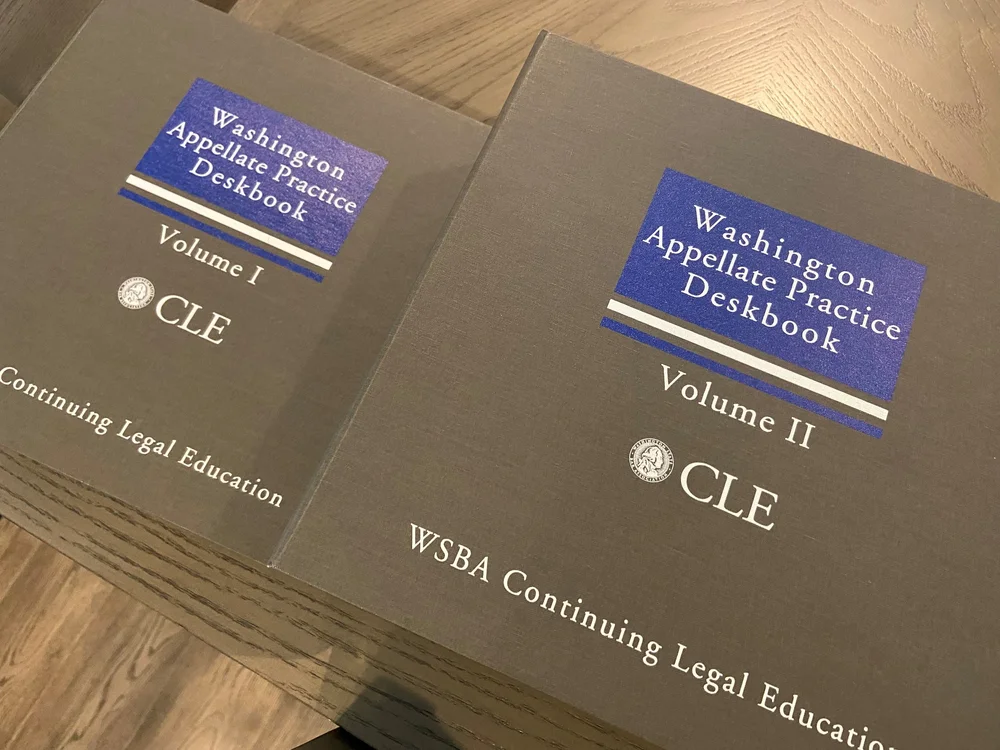 Washington
Appellate Practice
Deskbook
Volume I
CLE
Continuing Legal Education
Washington
Appellate Practice
Deskbook
Volume II
CLE
WSBA Continuing Legal Education